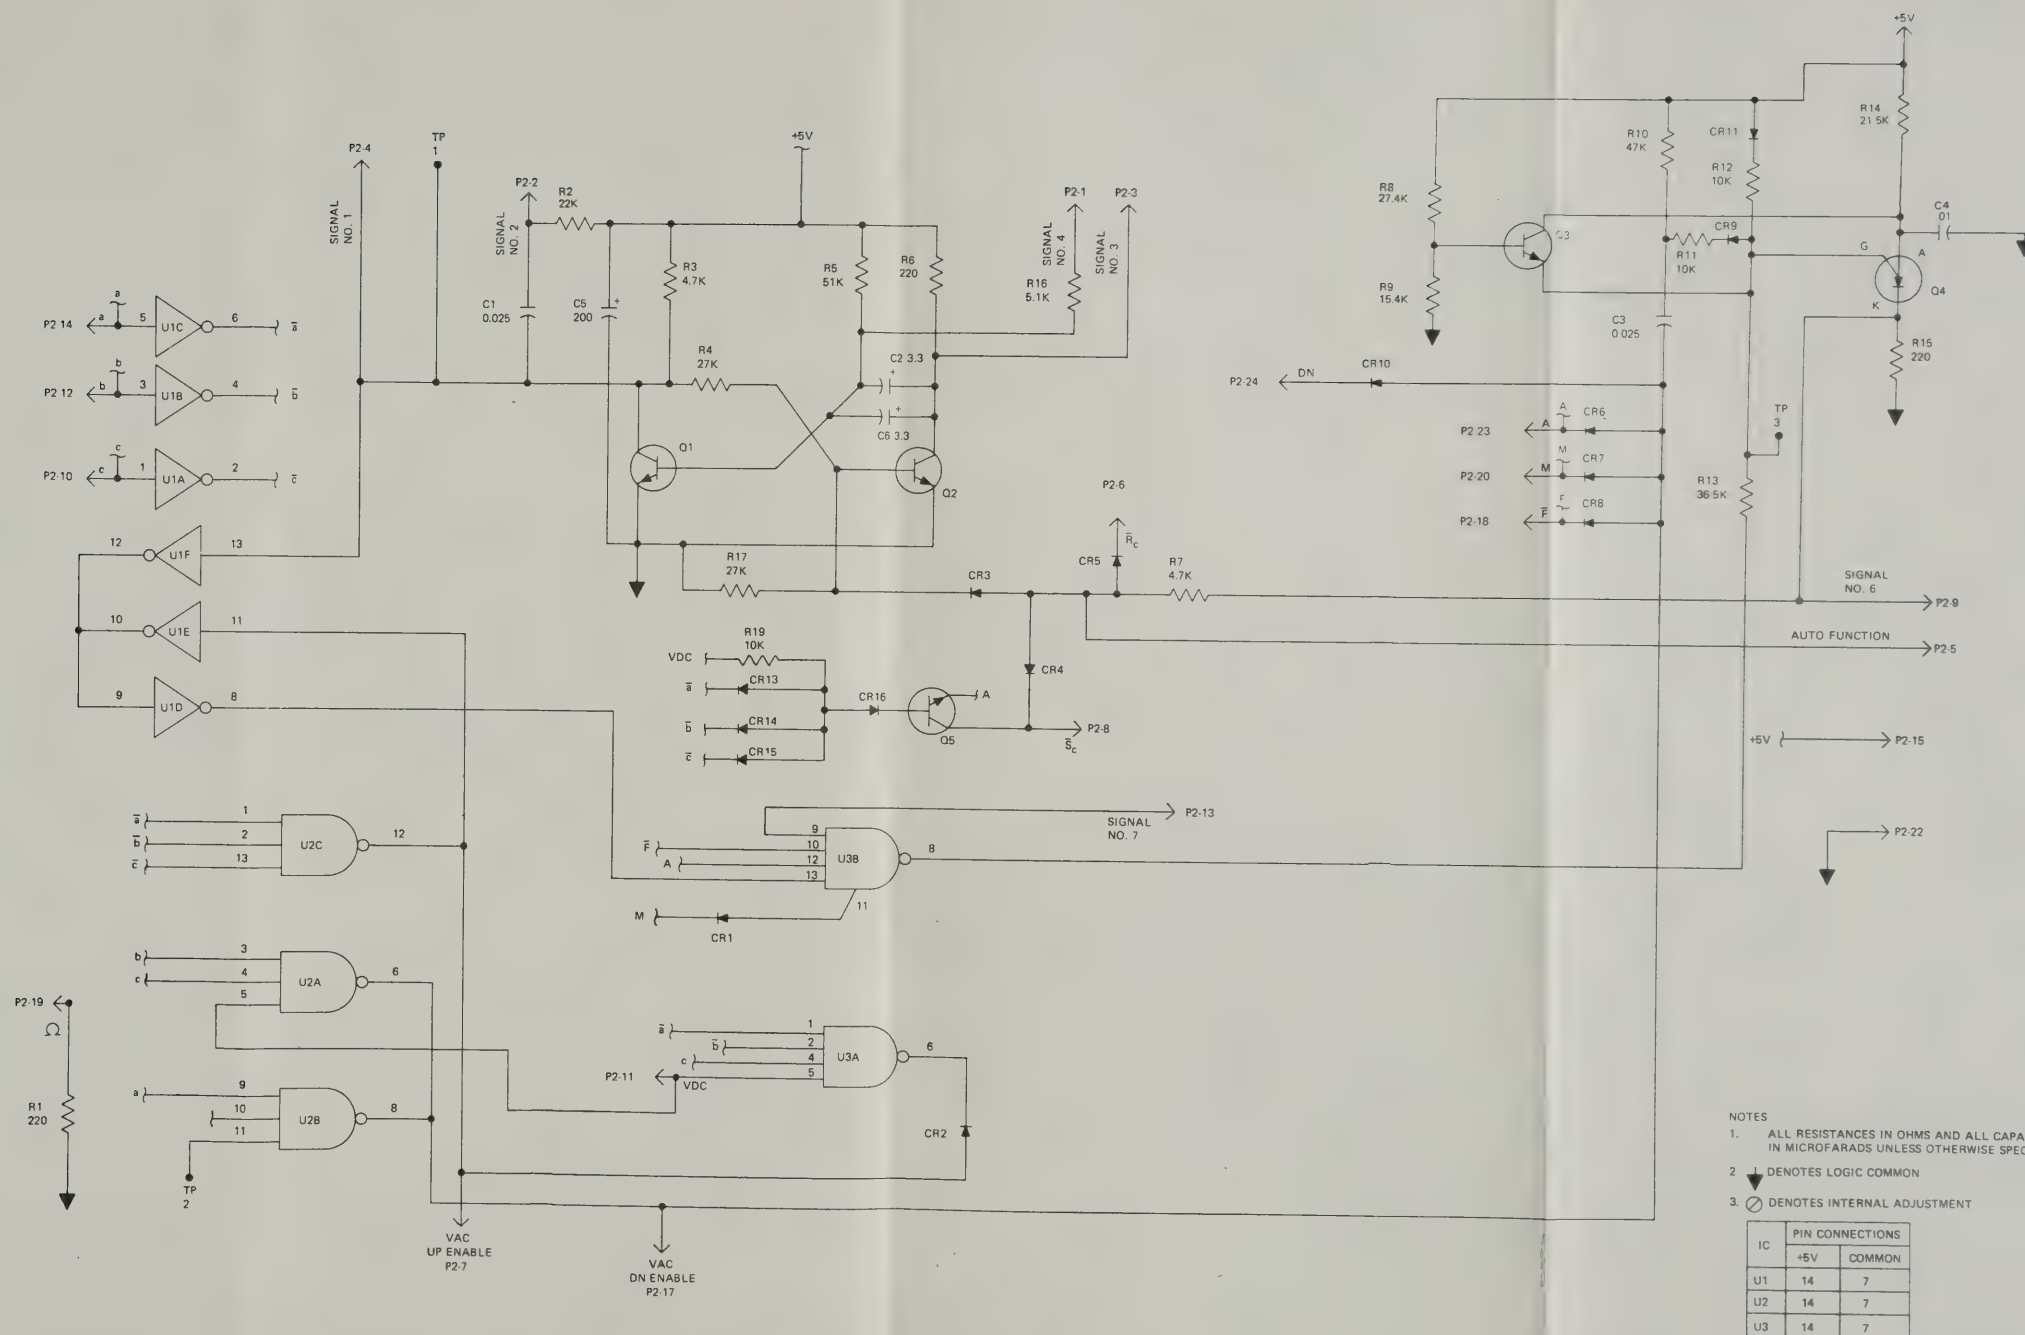 P2-4
SIGNAL
NO. 1
TP
1
P2-2
SIGNAL
NO. 2
R2
22K
+5V
C1
0.025
C5
200
+
R3
4.7K
R4
27K
R5
51K
R6
220
C2 3.3
+
+
C6 3.3
Q1
Q2
P2-1
SIGNAL
NO. 4
R16
5.1K
P2-3
SIGNAL
NO. 3
a
P2 14
a
5
U1C
6
a̅
b
P2 12
b
3
U1B
4
b̅
c
P2-10
c
1
U1A
2
c̅
12
U1F
13
10
U1E
11
9
U1D
8
R17
27K
CR3
P2-6
R̅c
CR5
R7
4.7K
R19
10K
VDC
a̅
CR13
b̅
CR14
c̅
CR15
CR16
Q5
A
CR4
P2-8
S̅c
+5V
R14
21 5K
R10
47K
CR11
R12
10K
R8
27.4K
R9
15.4K
CR9
R11
10K
C4
01
G
A
K
Q4
R15
220
C3
0 025
P2-24
DN
CR10
P2-23
A
A
CR6
P2-20
M
M
CR7
P2-18
F̅
CR8
TP
3
R13
36 5K
SIGNAL
NO. 6
P2-9
AUTO FUNCTION
P2-5
+5V
P2-15
P2-22
a̅
1
b̅
2
c̅
13
U2C
12
b
3
c
4
5
U2A
6
a
9
10
11
U2B
8
TP
2
P2-19
Ω
R1
220
SIGNAL
NO. 7
P2-13
9
F̅
10
A
12
13
U3B
8
M
CR1
11
a̅
1
b̅
2
c
4
P2-11
VDC
5
U3A
6
CR2
VAC
UP ENABLE
P2-7
VAC
DN ENABLE
P2-17
NOTES
1. ALL RESISTANCES IN OHMS AND ALL CAPA
IN MICROFARADS UNLESS OTHERWISE SPEC
2 DENOTES LOGIC COMMON
3. DENOTES INTERNAL ADJUSTMENT
IC PIN CONNECTIONS
+5V COMMON
U1 14 7
U2 14 7
U3 14 7